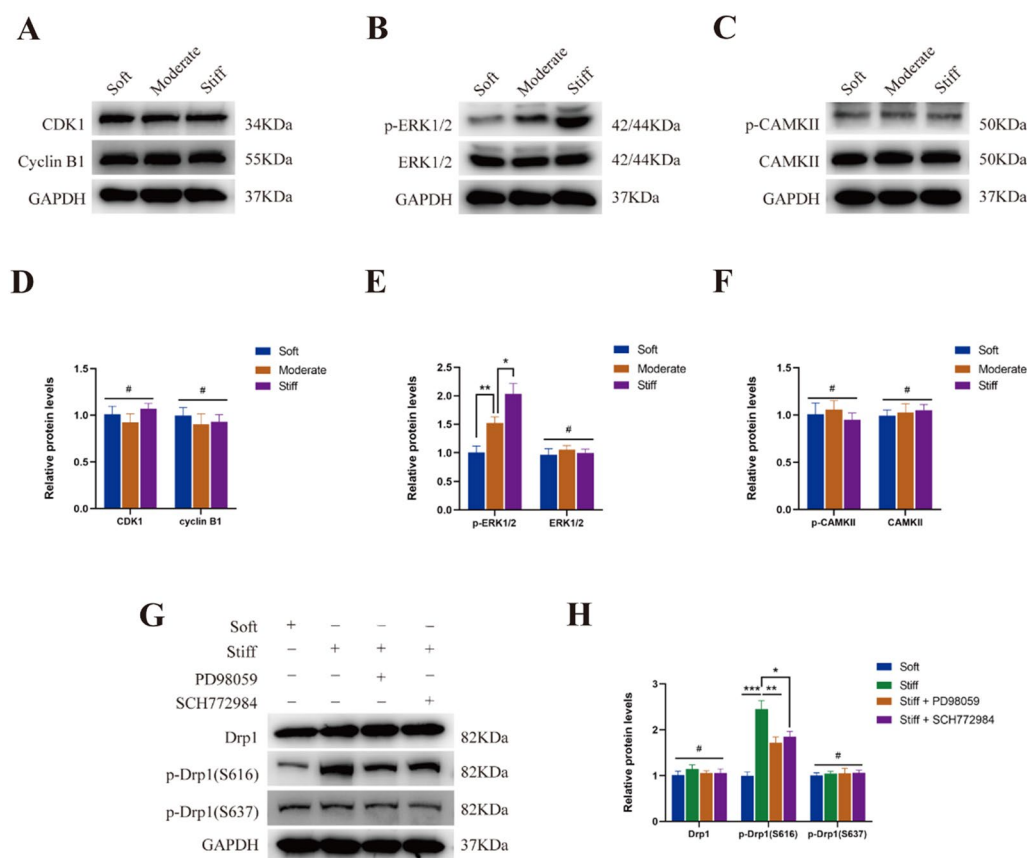 A
Soft Moderate Stiff
CDK1 34KDa
Cyclin B1 55KDa
GAPDH 37KDa
B
Soft Moderate Stiff
p-ERK1/2 42/44KDa
ERK1/2 42/44KDa
GAPDH 37KDa
C
Soft Moderate Stiff
p-CAMKII 50KDa
CAMKII 50KDa
GAPDH 37KDa
D
Relative protein levels
1.5
1.0
0.5
0.0
# #
CDK1 cyclin B1
Soft
Moderate
Stiff
E
Relative protein levels
2.5
2.0
1.5
1.0
0.5
0.0
** * #
p-ERK1/2 ERK1/2
Soft
Moderate
Stiff
F
Relative protein levels
1.5
1.0
0.5
0.0
# #
p-CAMKII CAMKII
Soft
Moderate
Stiff
G
Soft + − − −
Stiff − + + +
PD98059 − − + −
SCH772984 − − − +
Drp1 82KDa
p-Drp1(S616) 82KDa
p-Drp1(S637) 82KDa
GAPDH 37KDa
H
Relative protein levels
3
2
1
0
# *** ** * #
Drp1 p-Drp1(S616) p-Drp1(S637)
Soft
Stiff
Stiff + PD98059
Stiff + SCH772984